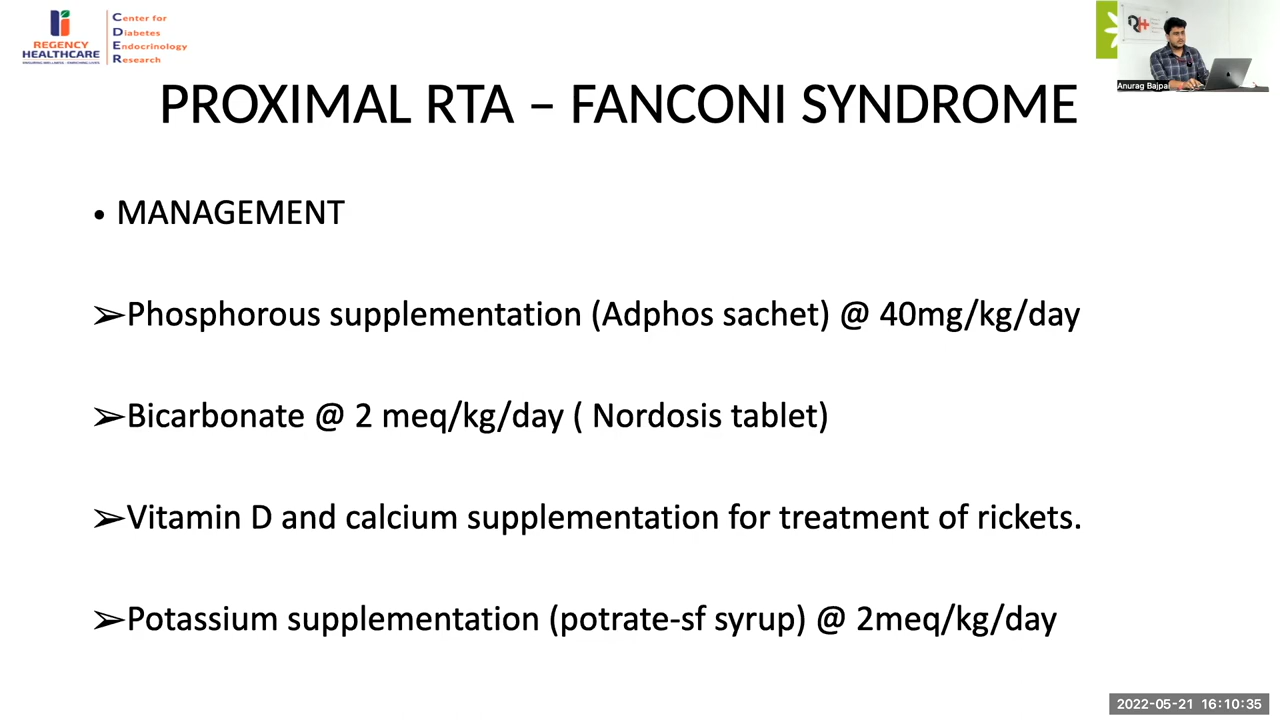 REGENCY
HEALTHCARE
Center for
Diabetes
Endocrinology
Research
Anurag Bajpai
PROXIMAL RTA – FANCONI SYNDROME
• MANAGEMENT
➢Phosphorous supplementation (Adphos sachet) @ 40mg/kg/day
➢Bicarbonate @ 2 meq/kg/day ( Nordosis tablet)
➢Vitamin D and calcium supplementation for treatment of rickets.
➢Potassium supplementation (potrate-sf syrup) @ 2meq/kg/day
2022-05-21 16:10:35